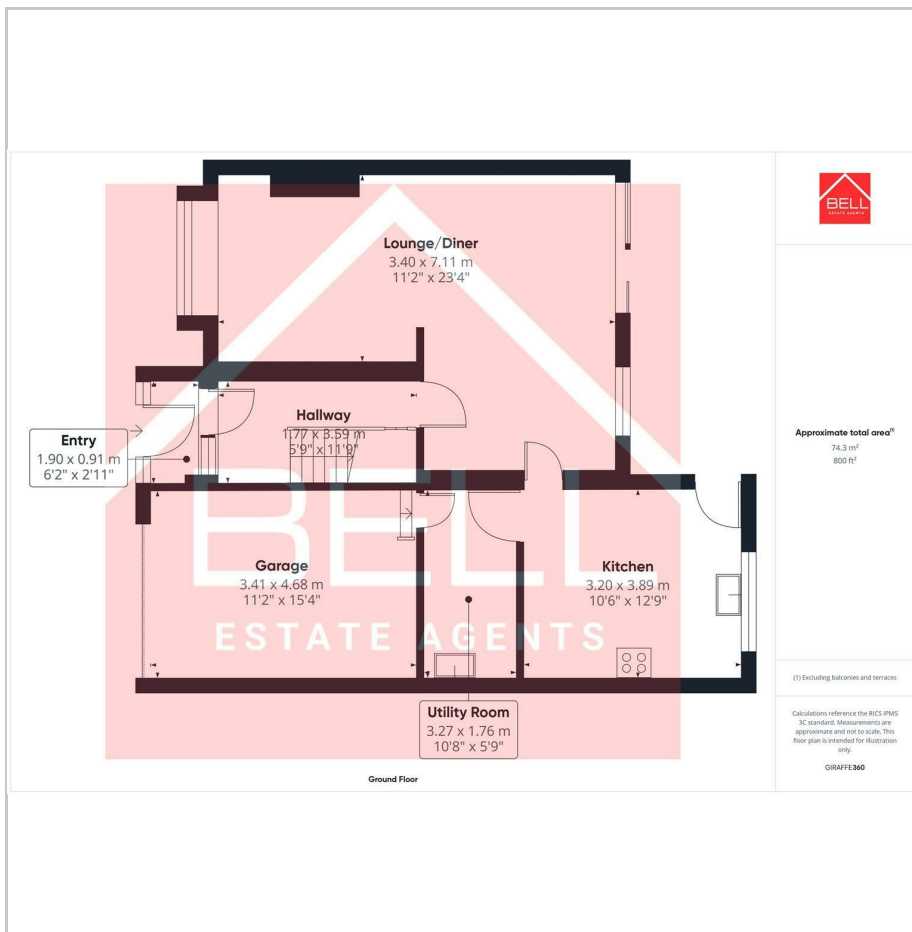 Lounge/Diner
3.40 x 7.11 m
11'2" x 23'4"
Hallway
1.77 x 3.59 m
5'9" x 11'9"
Entry
1.90 x 0.91 m
6'2" x 2'11"
Garage
3.41 x 4.68 m
11'2" x 15'4"
Kitchen
3.20 x 3.89 m
10'6" x 12'9"
Utility Room
3.27 x 1.76 m
10'8" x 5'9"
BELL
ESTATE AGENTS
Ground Floor
BELL
ESTATE AGENTS
Approximate total area(1)
74.3 m²
800 ft²
(1) Excluding balconies and terraces
Calculations reference the RICS IPMS
3C standard. Measurements are
approximate and not to scale. This
floor plan is intended for illustration
only.
GIRAFFE360